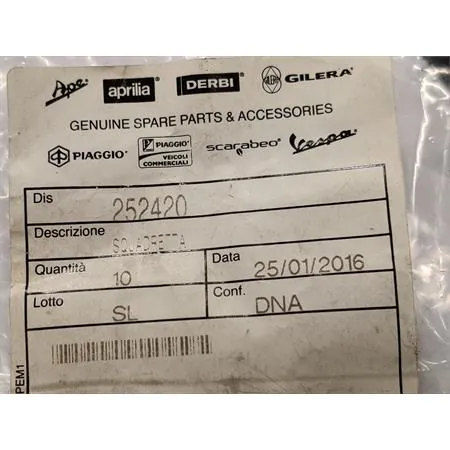 Ape aprilia DERBI GILERA
GENUINE SPARE PARTS & ACCESSORIES
PIAGGIO PIAGGIO VEICOLI COMMERCIALI scarabeo Vespa
Dis 252420
Descrizione SQUADRETTA
Quantità 10 Data 25/01/2016
Lotto SL Conf. DNA
PEM1